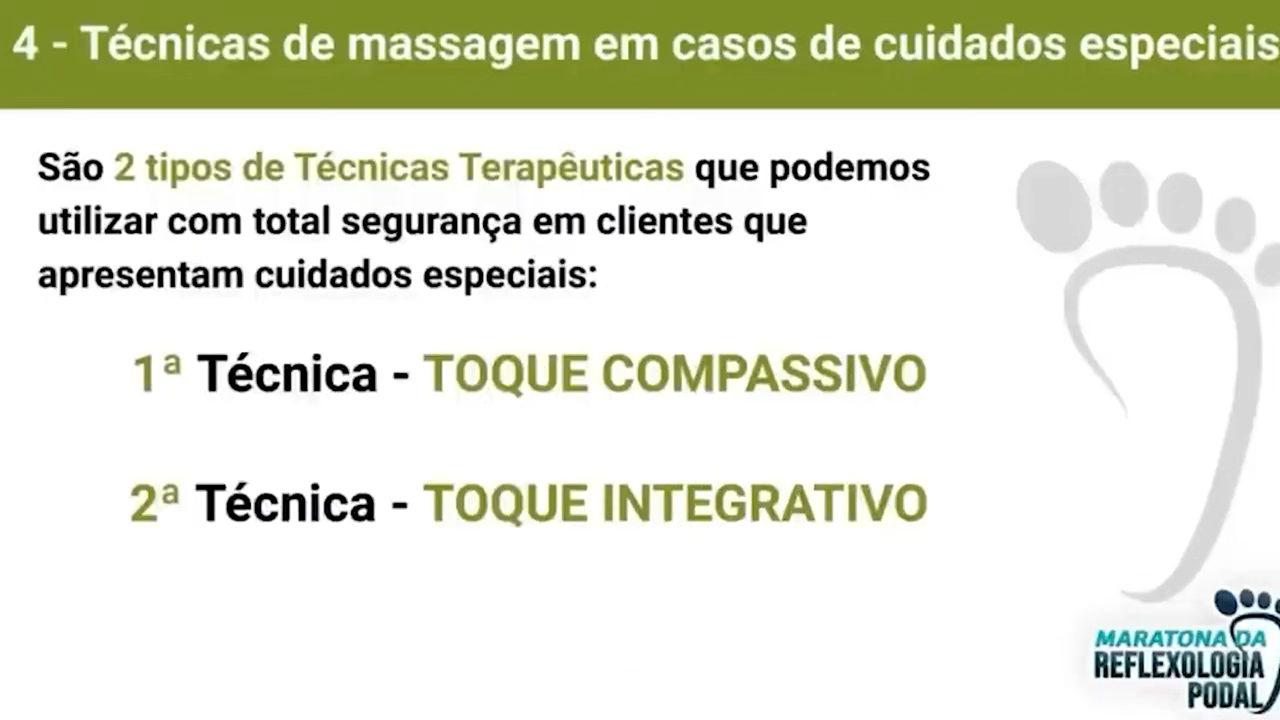 4 - Técnicas de massagem em casos de cuidados especiais
São 2 tipos de Técnicas Terapêuticas que podemos
utilizar com total segurança em clientes que
apresentam cuidados especiais:
1ª Técnica - TOQUE COMPASSIVO
2ª Técnica - TOQUE INTEGRATIVO
MARATONA DA
REFLEXOLOGIA
PODAL